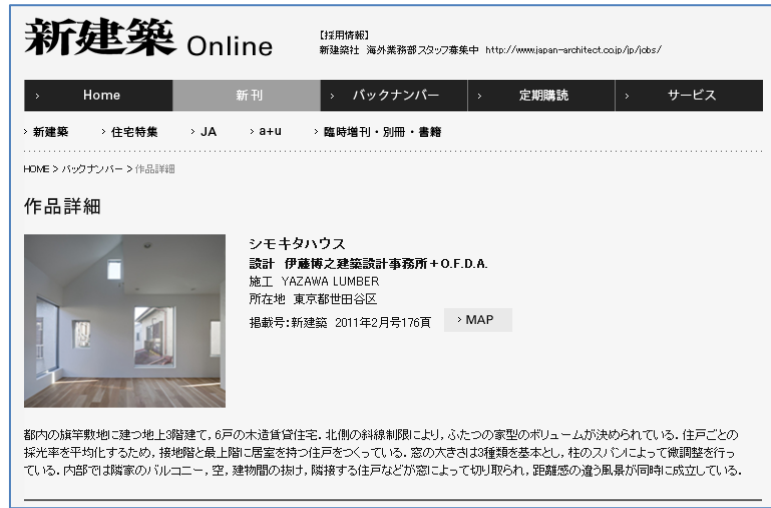 新建築 Online
【採用情報】
新建築社 海外業務部スタッフ募集中 http://www.japan-architect.co.jp/jp/jobs/
› Home 新刊 › バックナンバー › 定期購読 › サービス
› 新建築 › 住宅特集 › JA › a+u › 臨時増刊・別冊・書籍
HOME > バックナンバー > 作品詳細
作品詳細
シモキタハウス
設計 伊藤博之建築設計事務所＋O.F.D.A.
施工 YAZAWA LUMBER
所在地 東京都世田谷区
掲載号:新建築 2011年2月号176頁 › MAP
都内の旗竿敷地に建つ地上3階建て，6戸の木造賃貸住宅．北側の斜線制限により，ふたつの家型のボリュームが決められている．住戸ごとの
採光率を平均化するため，接地階と最上階に居室を持つ住戸をつくっている．窓の大きさは3種類を基本とし，柱のスパンによって微調整を行っ
ている．内部では隣家のバルコニー，空，建物間の抜け，隣接する住戸などが窓によって切り取られ，距離感の違う風景が同時に成立している．